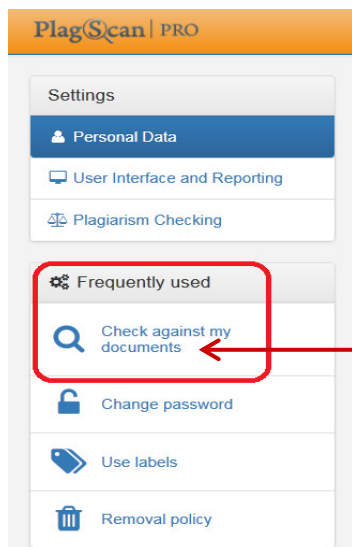 PlagScan | PRO
Settings
Personal Data
User Interface and Reporting
Plagiarism Checking
Frequently used
Check against my
documents
Change password
Use labels
Removal policy